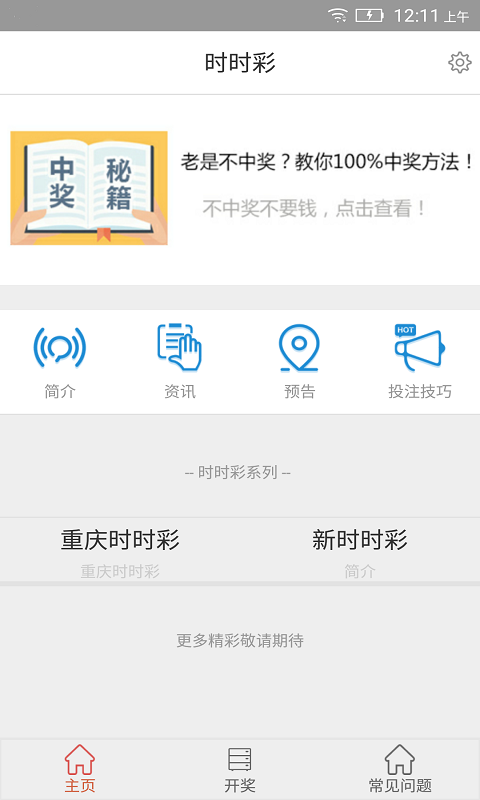 12:11 上午
时时彩
中奖
秘籍
老是不中奖？教你100%中奖方法！
不中奖不要钱，点击查看！
HOT
简介
资讯
预告
投注技巧
-- 时时彩系列 --
重庆时时彩
新时时彩
重庆时时彩
简介
更多精彩敬请期待
主页
开奖
常见问题